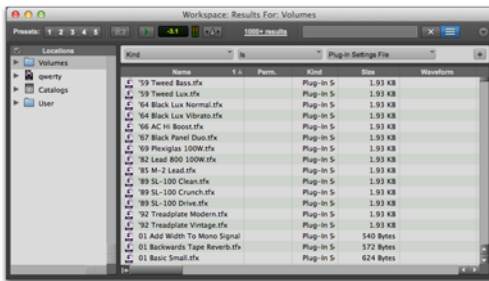 Workspace: Results For: Volumes
Presets: 1 2 3 4 5 -3.1 1000+ results
Locations
Volumes
qwerty
Catalogs
User
Kind Is Plug-In Settings File
Name 1 Perm. Kind Size Waveform
'59 Tweed Bass.tfx Plug-In S 1.93 KB
'59 Tweed Lux.tfx Plug-In S 1.93 KB
'64 Black Lux Normal.tfx Plug-In S 1.93 KB
'64 Black Lux Vibrato.tfx Plug-In S 1.93 KB
'66 AC Hi Boost.tfx Plug-In S 1.93 KB
'67 Black Panel Duo.tfx Plug-In S 1.93 KB
'69 Plexiglas 100W.tfx Plug-In S 1.93 KB
'82 Lead 800 100W.tfx Plug-In S 1.93 KB
'85 M-2 Lead.tfx Plug-In S 1.93 KB
'89 SL-100 Clean.tfx Plug-In S 1.93 KB
'89 SL-100 Crunch.tfx Plug-In S 1.93 KB
'89 SL-100 Drive.tfx Plug-In S 1.93 KB
'92 Treadplate Modern.tfx Plug-In S 1.93 KB
'92 Treadplate Vintage.tfx Plug-In S 1.93 KB
01 Add Width To Mono Signal Plug-In S 540 Bytes
01 Backwards Tape Reverb.tfx Plug-In S 572 Bytes
01 Basic Small.tfx Plug-In S 624 Bytes